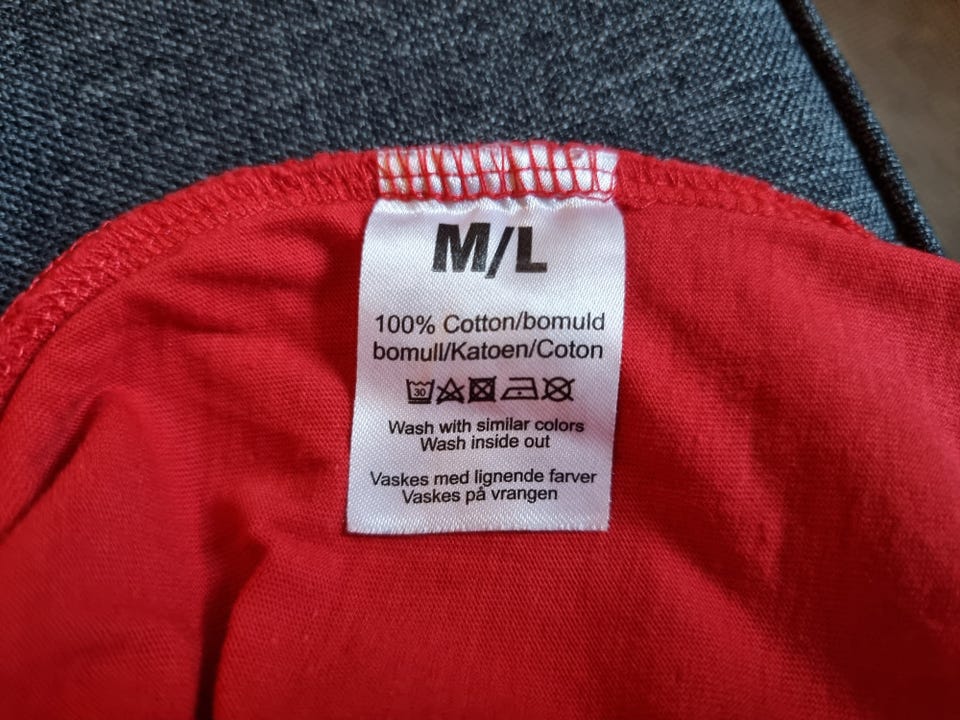 M/L
100% Cotton/bomuld
bomull/Katoen/Coton
30
Wash with similar colors
Wash inside out
Vaskes med lignende farver
Vaskes på vrangen